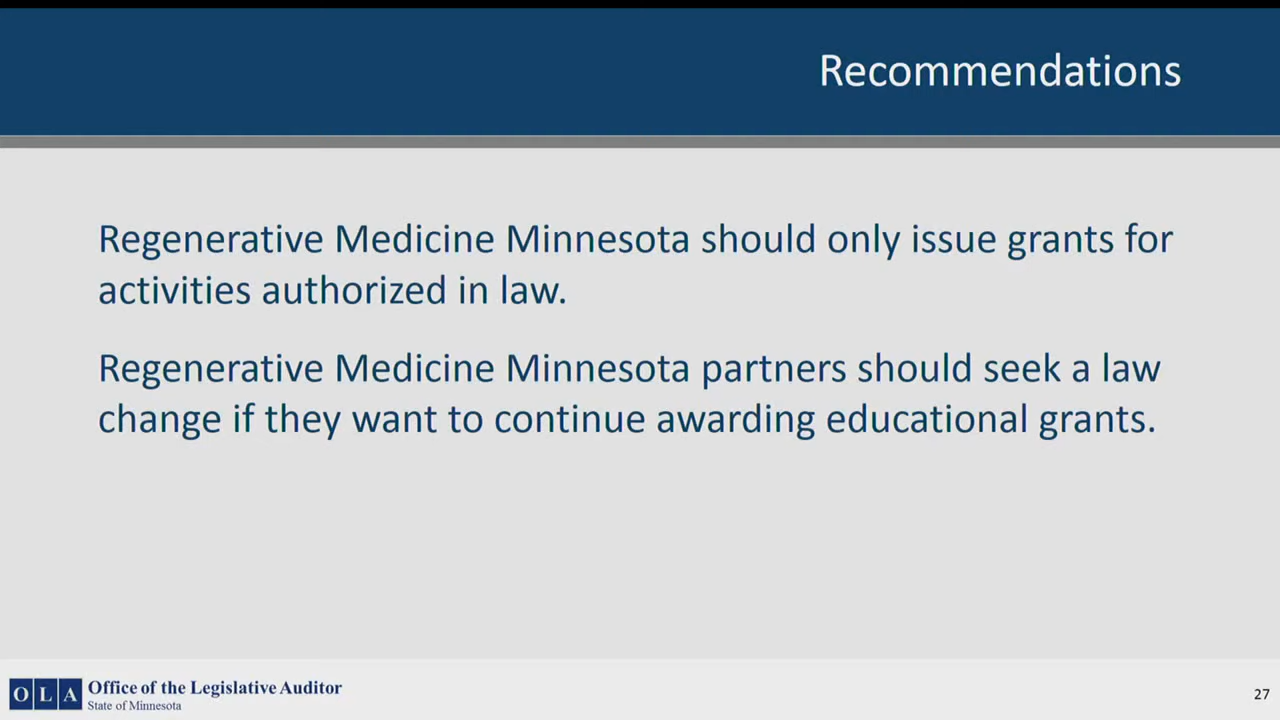 Recommendations
Regenerative Medicine Minnesota should only issue grants for
activities authorized in law.
Regenerative Medicine Minnesota partners should seek a law
change if they want to continue awarding educational grants.
OLA Office of the Legislative Auditor
State of Minnesota
27